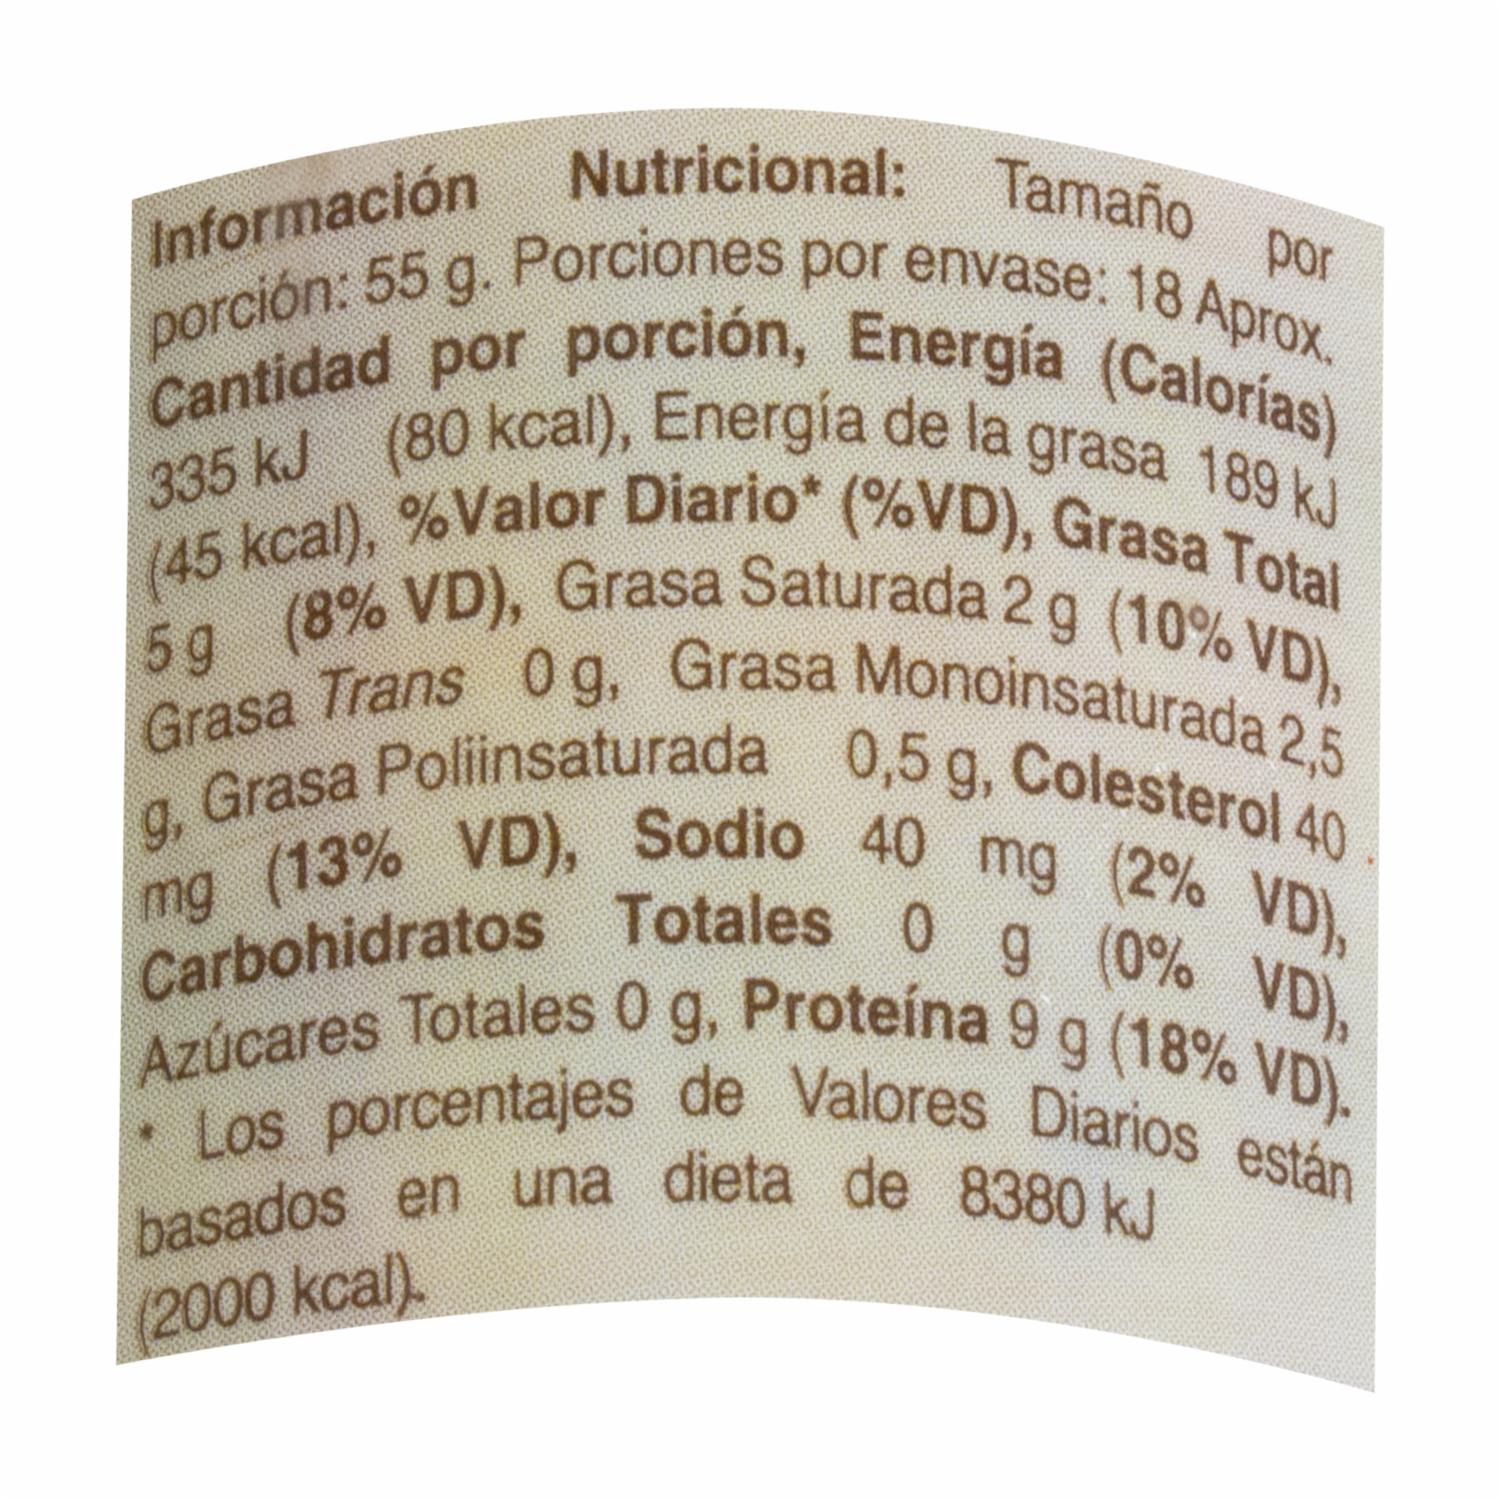 Información Nutricional: Tamaño por
porción: 55 g. Porciones por envase: 18 Aprox.
Cantidad por porción, Energía (Calorías)
335 kJ (80 kcal), Energía de la grasa 189 kJ
(45 kcal), %Valor Diario* (%VD), Grasa Total
5 g (8% VD), Grasa Saturada 2 g (10% VD),
Grasa Trans 0 g, Grasa Monoinsaturada 2,5
g, Grasa Poliinsaturada 0,5 g, Colesterol 40
mg (13% VD), Sodio 40 mg (2% VD),
Carbohidratos Totales 0 g (0% VD),
Azúcares Totales 0 g, Proteína 9 g (18% VD).
* Los porcentajes de Valores Diarios están
basados en una dieta de 8380 kJ
(2000 kcal).